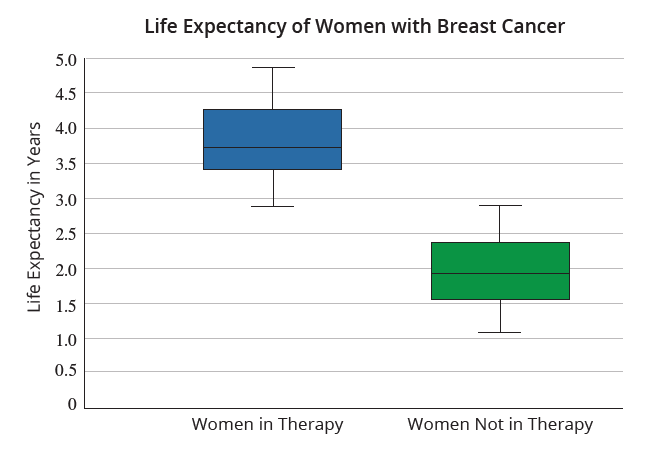 Life Expectancy of Women with Breast Cancer
Life Expectancy in Years
5.0
4.5
4.0
3.5
3.0
2.5
2.0
1.5
1.0
0.5
0
Women in Therapy
Women Not in Therapy